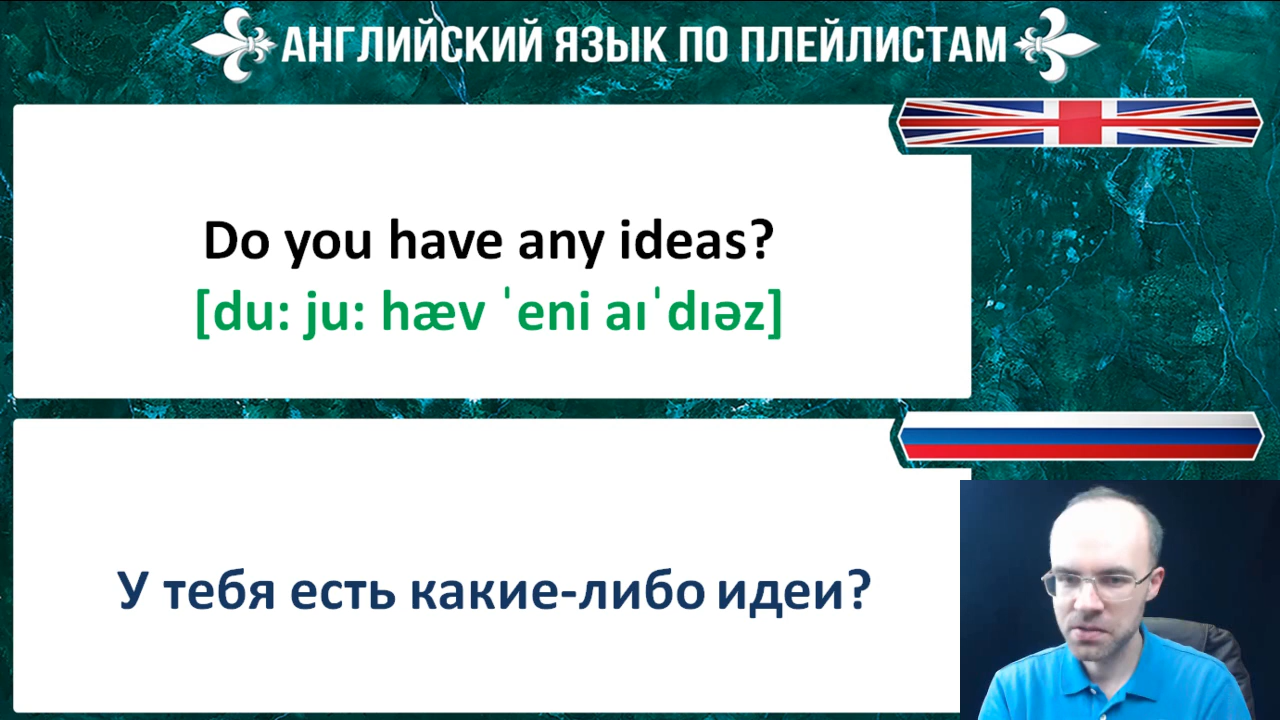 АНГЛИЙСКИЙ ЯЗЫК ПО ПЛЕЙЛИСТАМ
Do you have any ideas?
[du: ju: hæv ˈeni aɪˈdɪəz]
У тебя есть какие-либо идеи?